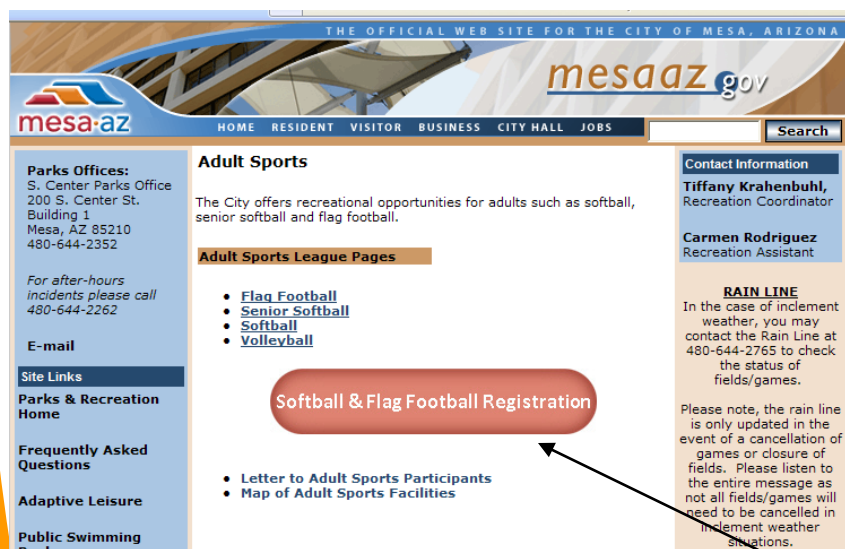 THE OFFICIAL WEB SITE FOR THE CITY OF MESA, ARIZONA
mesaaz gov
mesa·az
HOME RESIDENT VISITOR BUSINESS CITY HALL JOBS
Search
Parks Offices:
S. Center Parks Office
200 S. Center St.
Building 1
Mesa, AZ 85210
480-644-2352
For after-hours
incidents please call
480-644-2262
E-mail
Site Links
Parks & Recreation
Home
Frequently Asked
Questions
Adaptive Leisure
Public Swimming
Adult Sports
The City offers recreational opportunities for adults such as softball,
senior softball and flag football.
Adult Sports League Pages
• Flag Football
• Senior Softball
• Softball
• Volleyball
Softball & Flag Football Registration
• Letter to Adult Sports Participants
• Map of Adult Sports Facilities
Contact Information
Tiffany Krahenbuhl,
Recreation Coordinator
Carmen Rodriguez
Recreation Assistant
RAIN LINE
In the case of inclement
weather, you may
contact the Rain Line at
480-644-2765 to check
the status of
fields/games.
Please note, the rain line
is only updated in the
event of a cancellation of
games or closure of
fields. Please listen to
the entire message as
not all fields/games will
need to be cancelled in
inclement weather
situations.